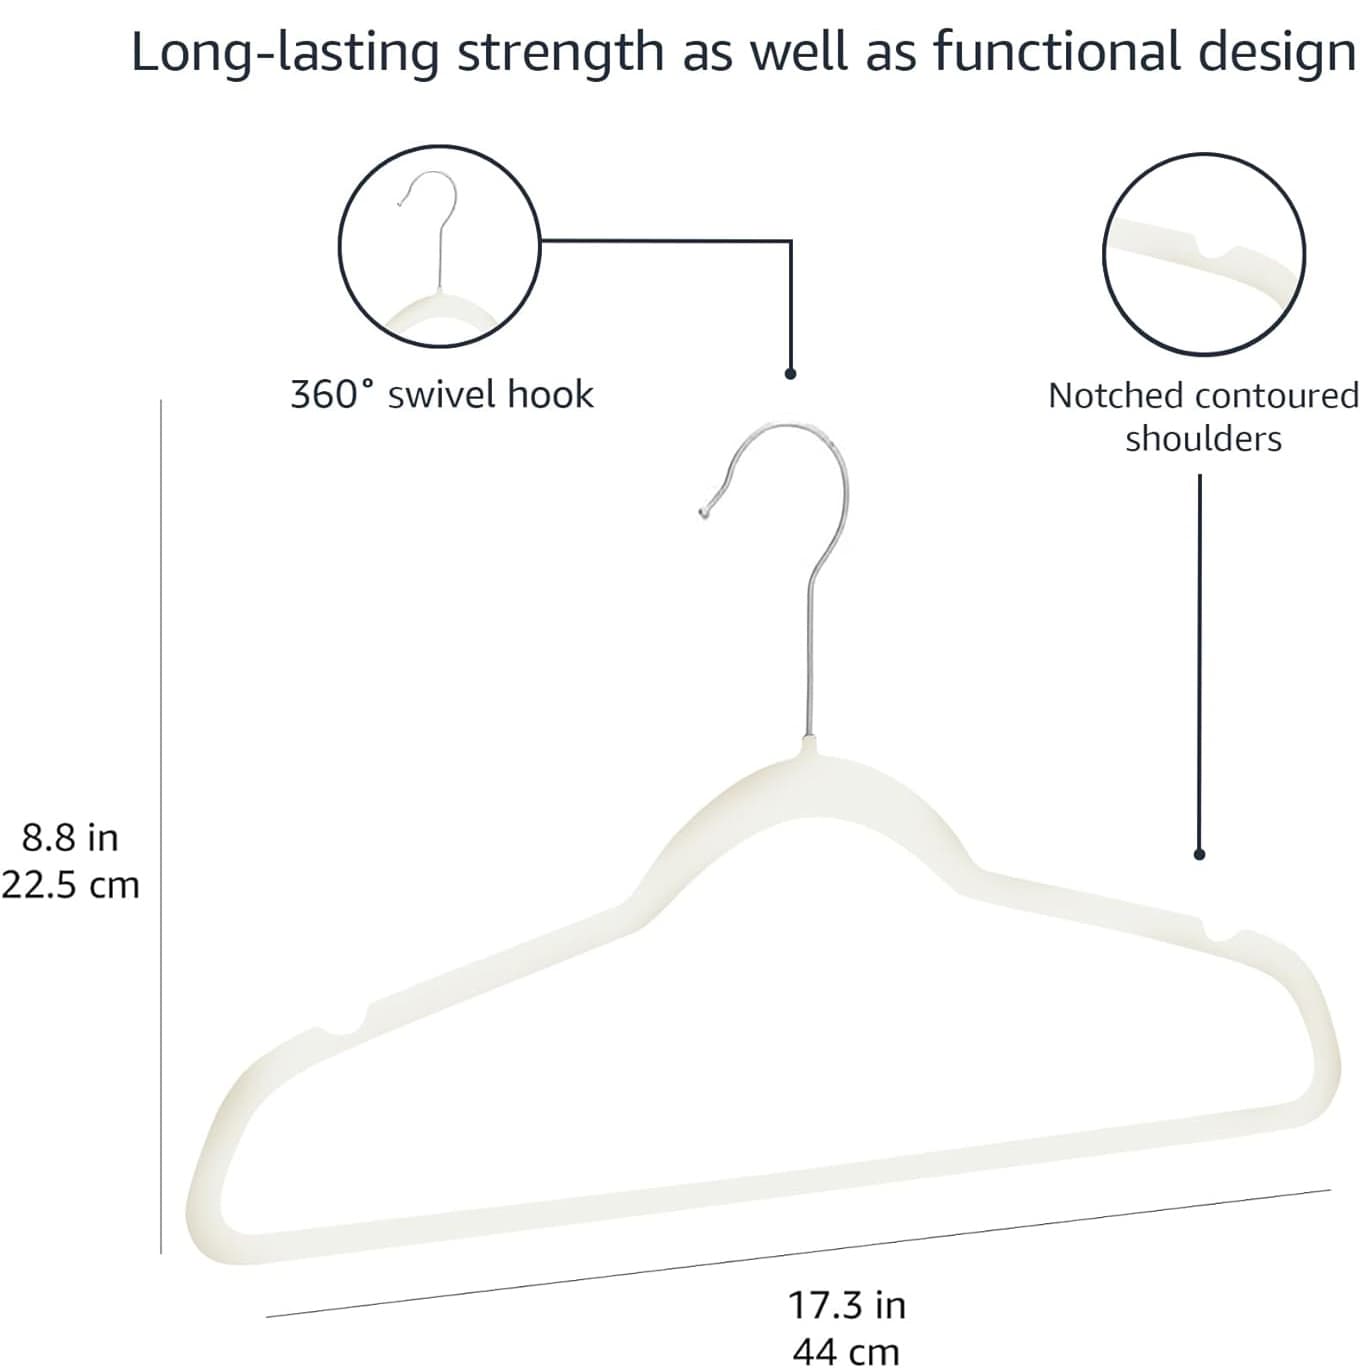 Long-lasting strength as well as functional design
360° swivel hook
Notched contoured
shoulders
8.8 in
22.5 cm
17.3 in
44 cm